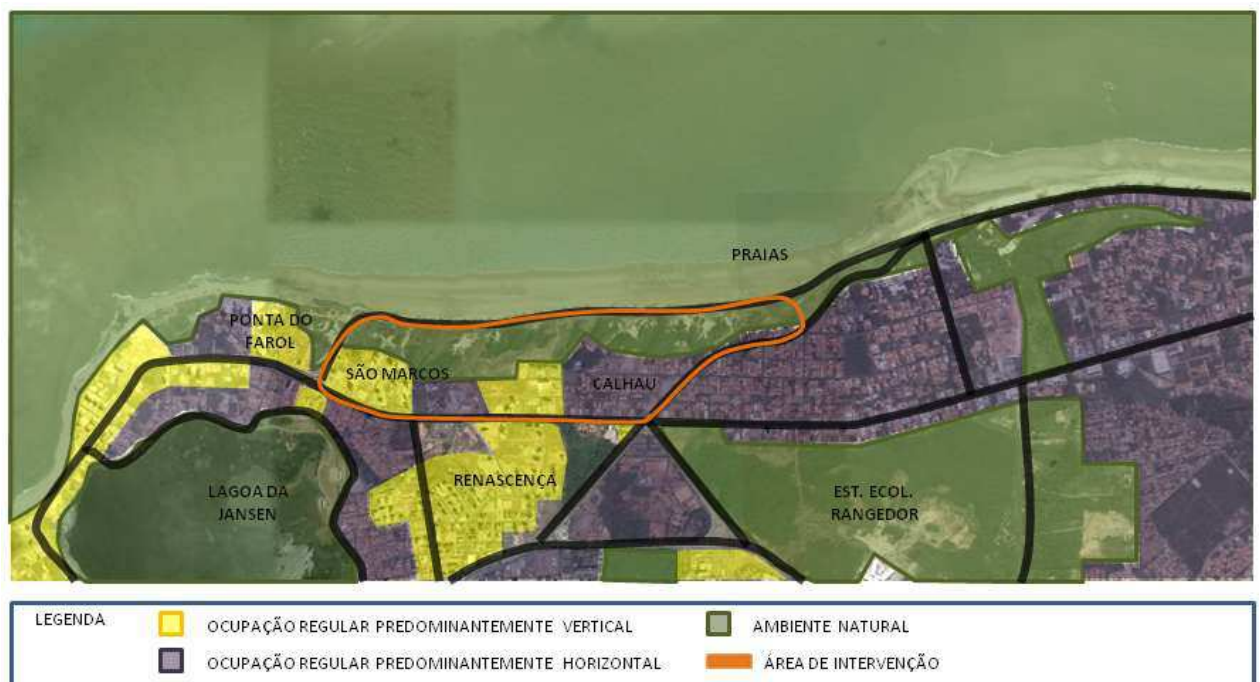 PRAIAS
PONTA DO
FAROL
SÃO MARCOS
CALHAU
RENASCENÇA
LAGOA DA
JANSEN
EST. ECOL.
RANGEDOR
LEGENDA
OCUPAÇÃO REGULAR PREDOMINANTEMENTE VERTICAL
AMBIENTE NATURAL
OCUPAÇÃO REGULAR PREDOMINANTEMENTE HORIZONTAL
ÁREA DE INTERVENÇÃO